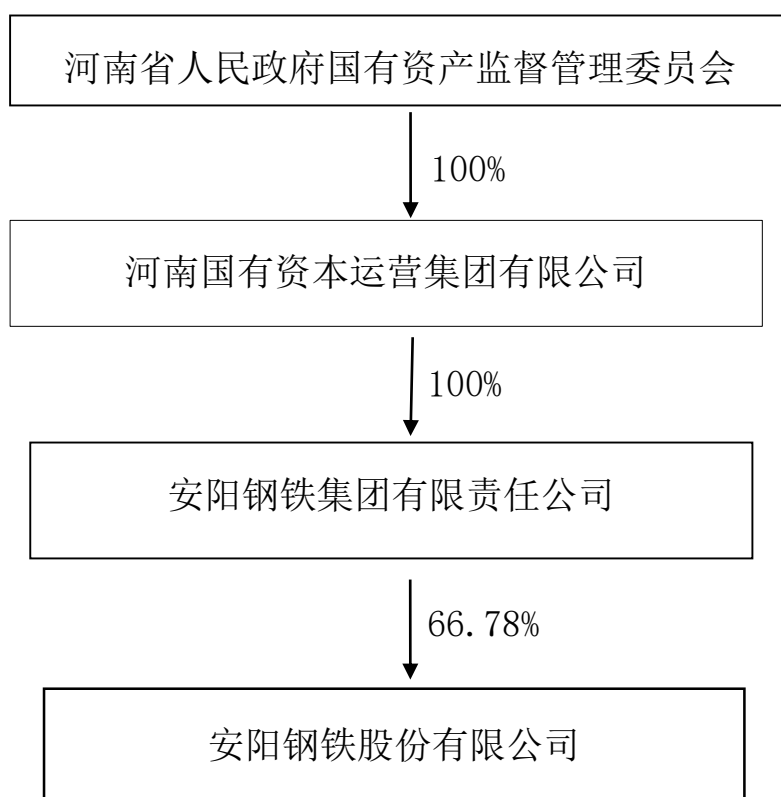 河南省人民政府国有资产监督管理委员会
100%
河南国有资本运营集团有限公司
100%
安阳钢铁集团有限责任公司
66.78%
安阳钢铁股份有限公司